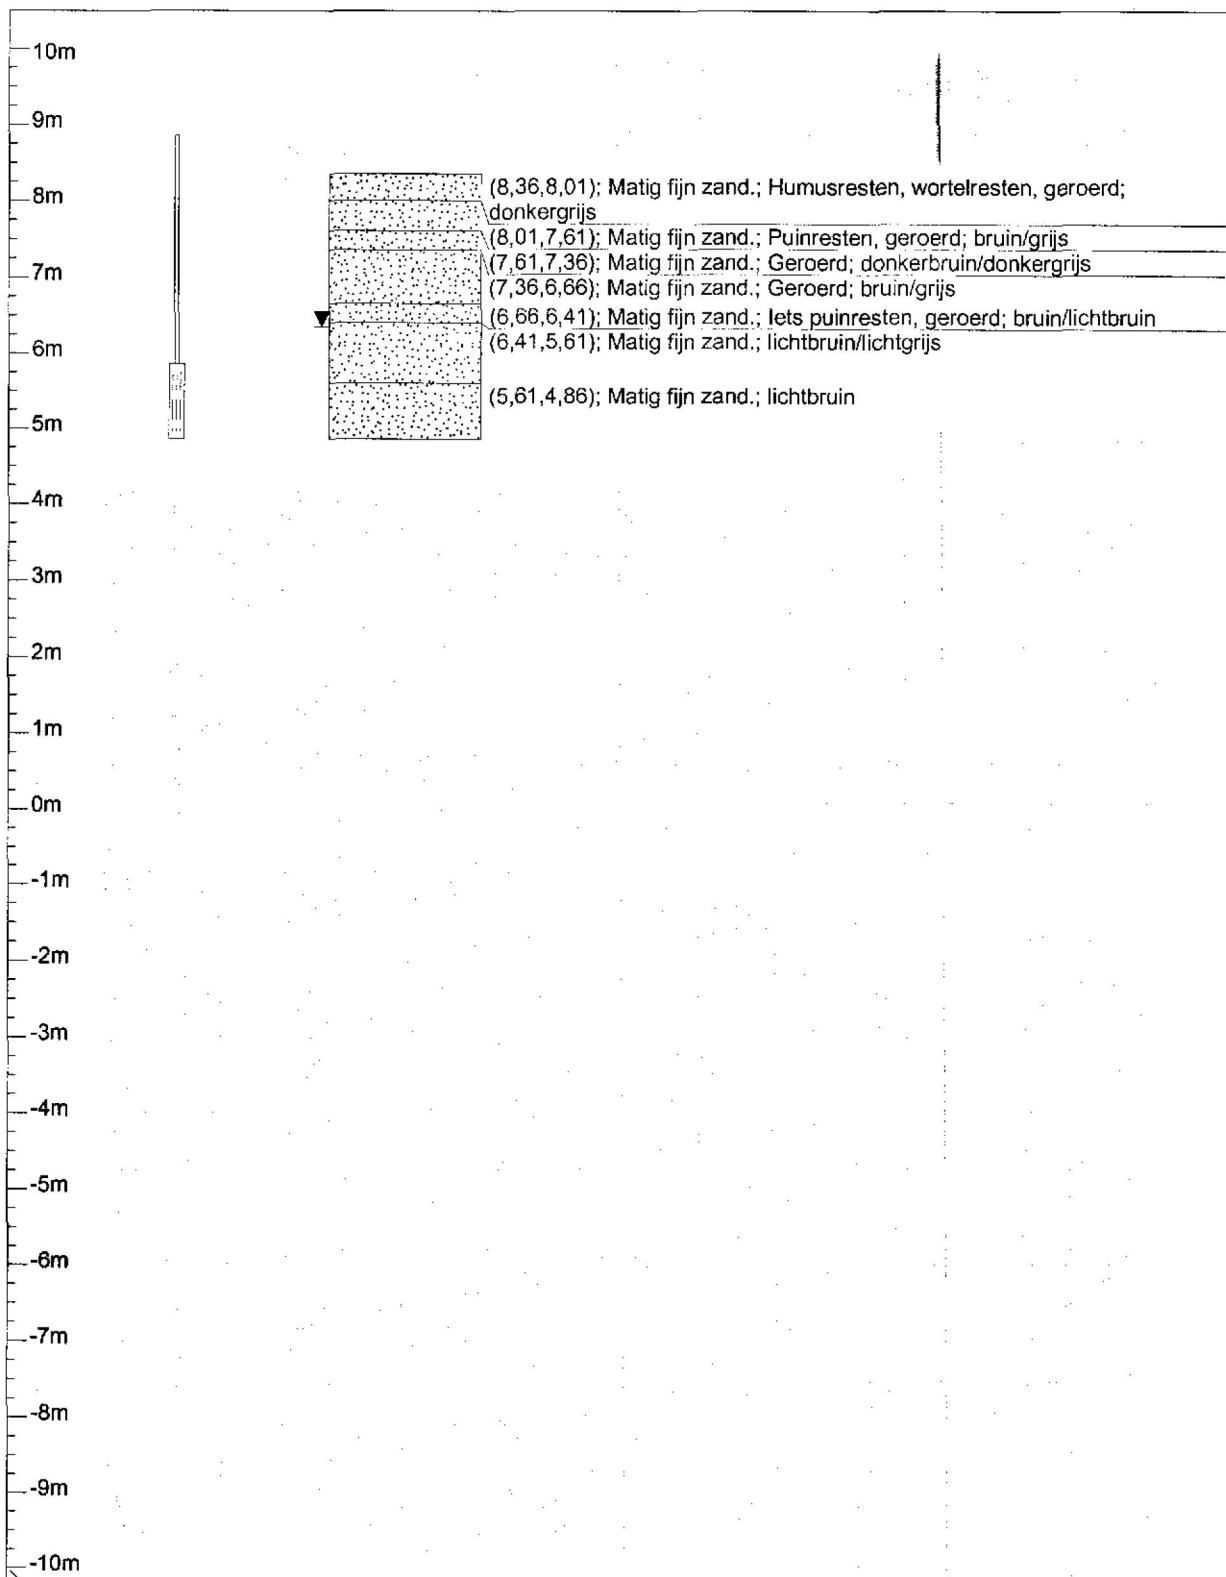 10m
9m
8m
7m
6m
5m
4m
3m
2m
1m
0m
-1m
-2m
-3m
-4m
-5m
-6m
-7m
-8m
-9m
-10m
(8,36,8,01); Matig fijn zand.; Humusresten, wortelresten, geroerd;
donkergrijs
(8,01,7,61); Matig fijn zand.; Puinresten, geroerd; bruin/grijs
(7,61,7,36); Matig fijn zand.; Geroerd; donkerbruin/donkergrijs
(7,36,6,66); Matig fijn zand.; Geroerd; bruin/grijs
(6,66,6,41); Matig fijn zand.; Iets puinresten, geroerd; bruin/lichtbruin
(6,41,5,61); Matig fijn zand.; lichtbruin/lichtgrijs
(5,61,4,86); Matig fijn zand.; lichtbruin